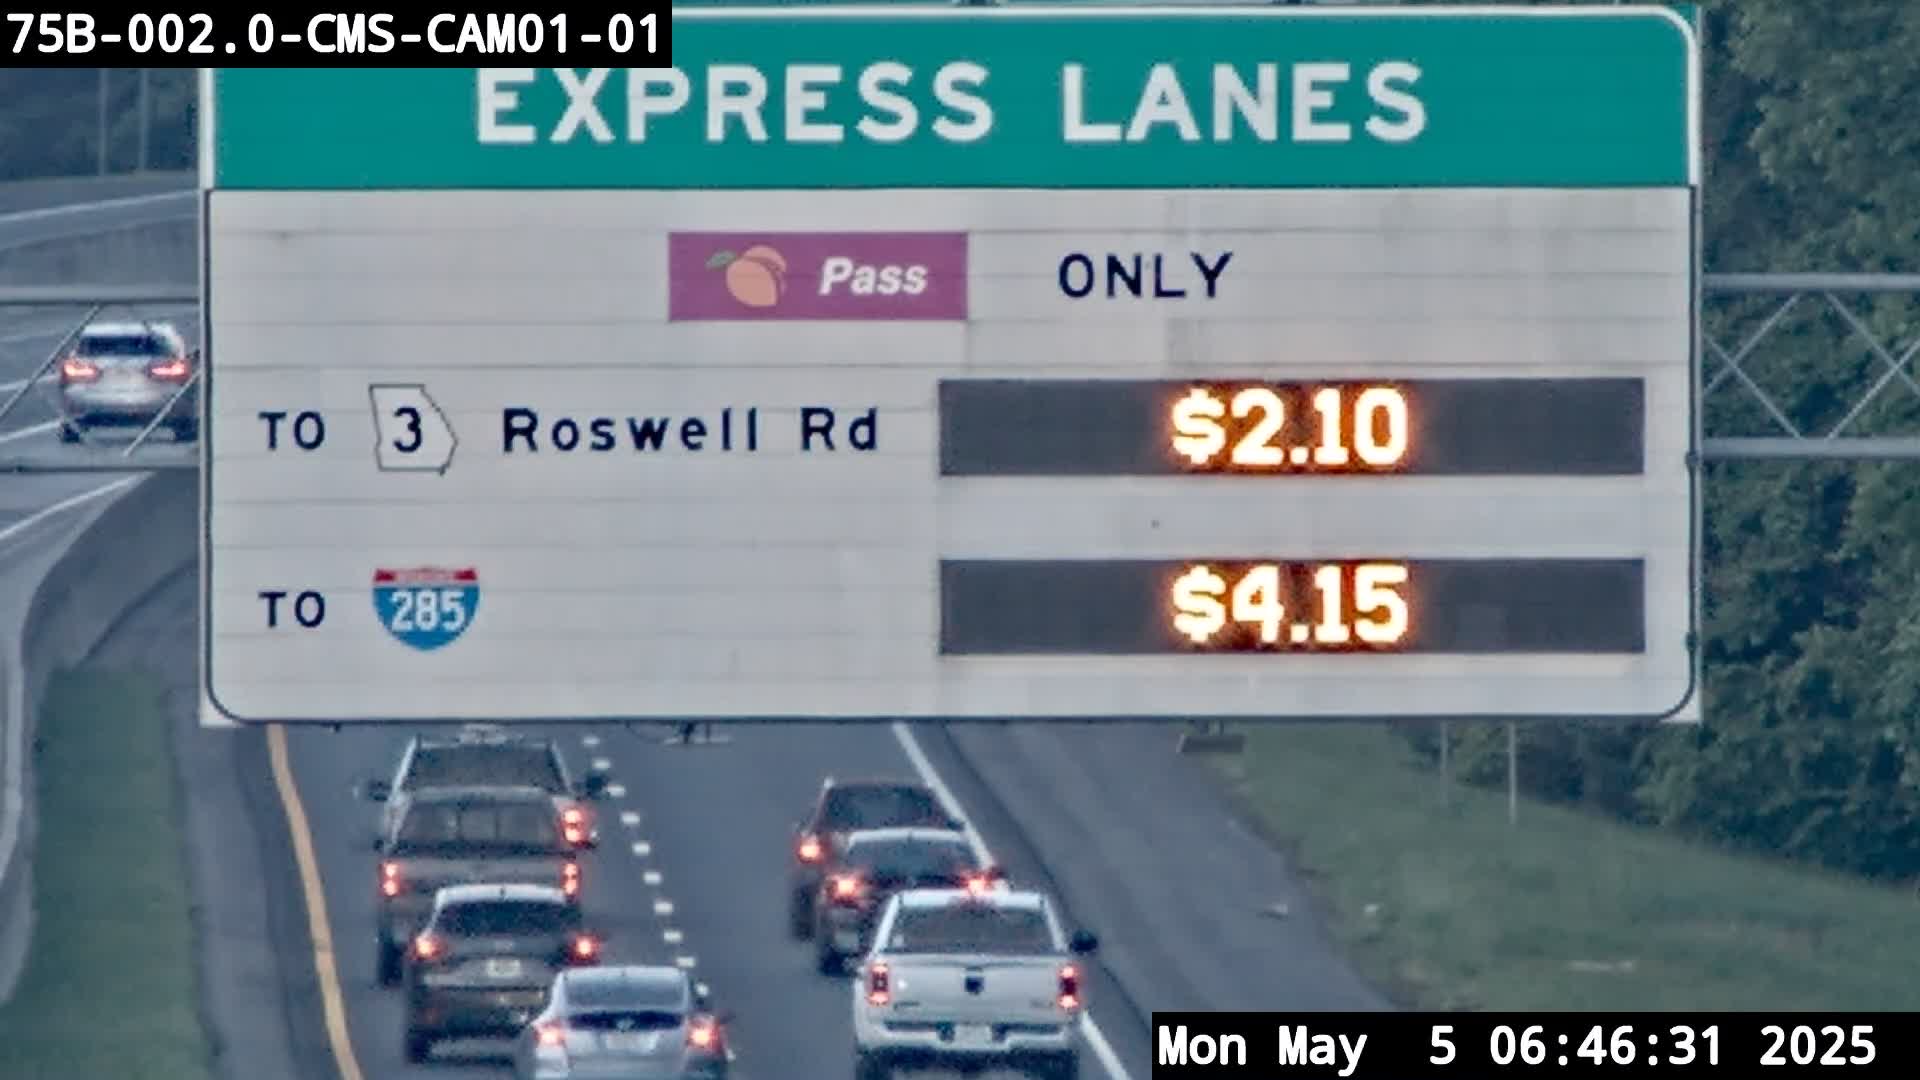 75B-002.0-CMS-CAM01-01
EXPRESS LANES
Pass ONLY
TO 3 Roswell Rd $2.10
TO 285 $4.15
Mon May 5 06:46:31 2025